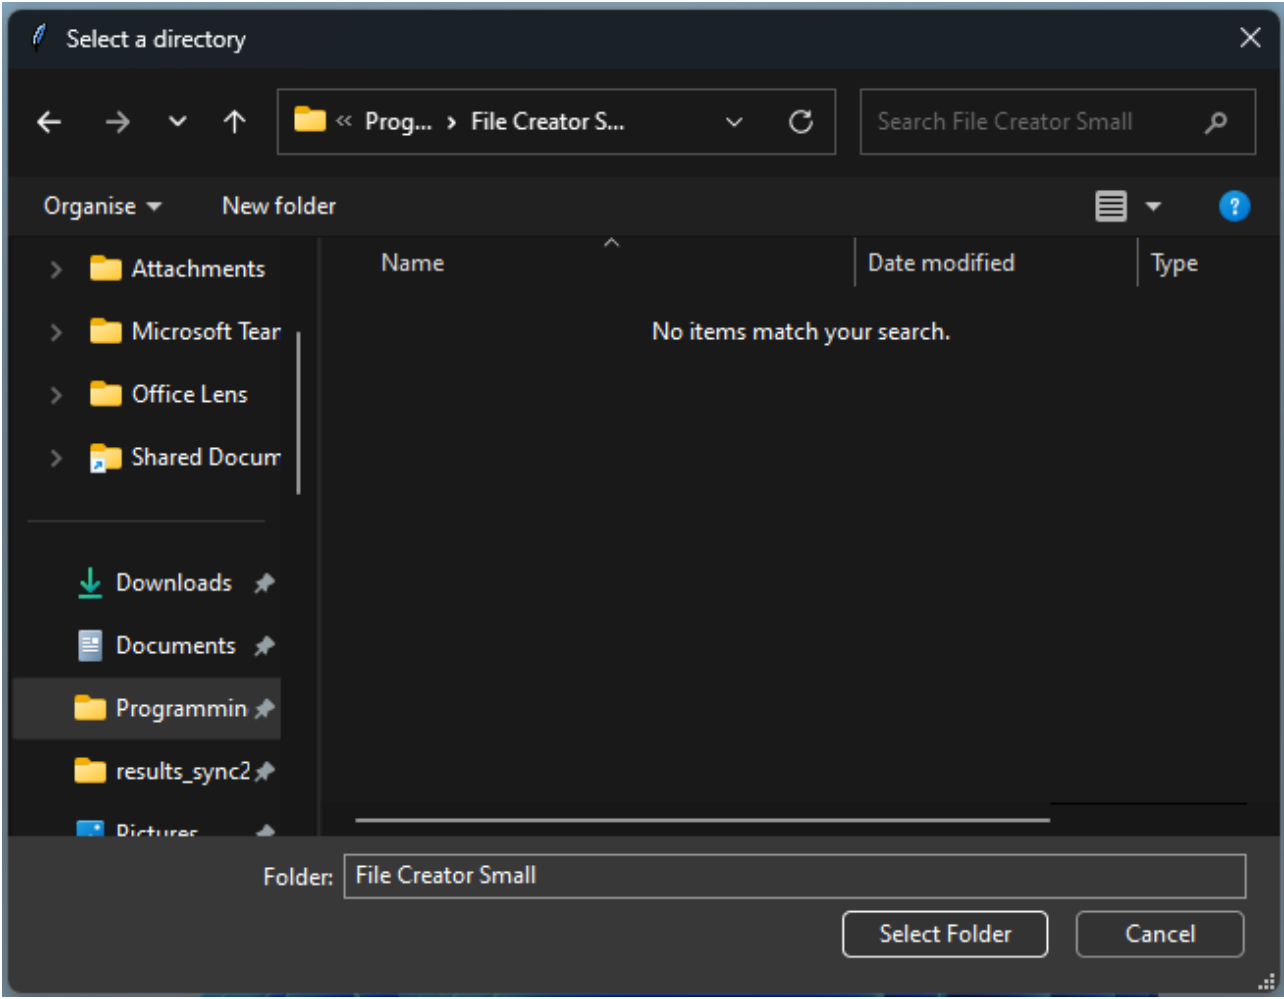 Select a directory
« Prog... › File Creator S...
Search File Creator Small
Organise
New folder
?
Name
Date modified
Type
No items match your search.
Attachments
Microsoft Tear
Office Lens
Shared Docum
Downloads
Documents
Programmin
results_sync2
Pictures
Folder:
File Creator Small
Select Folder
Cancel